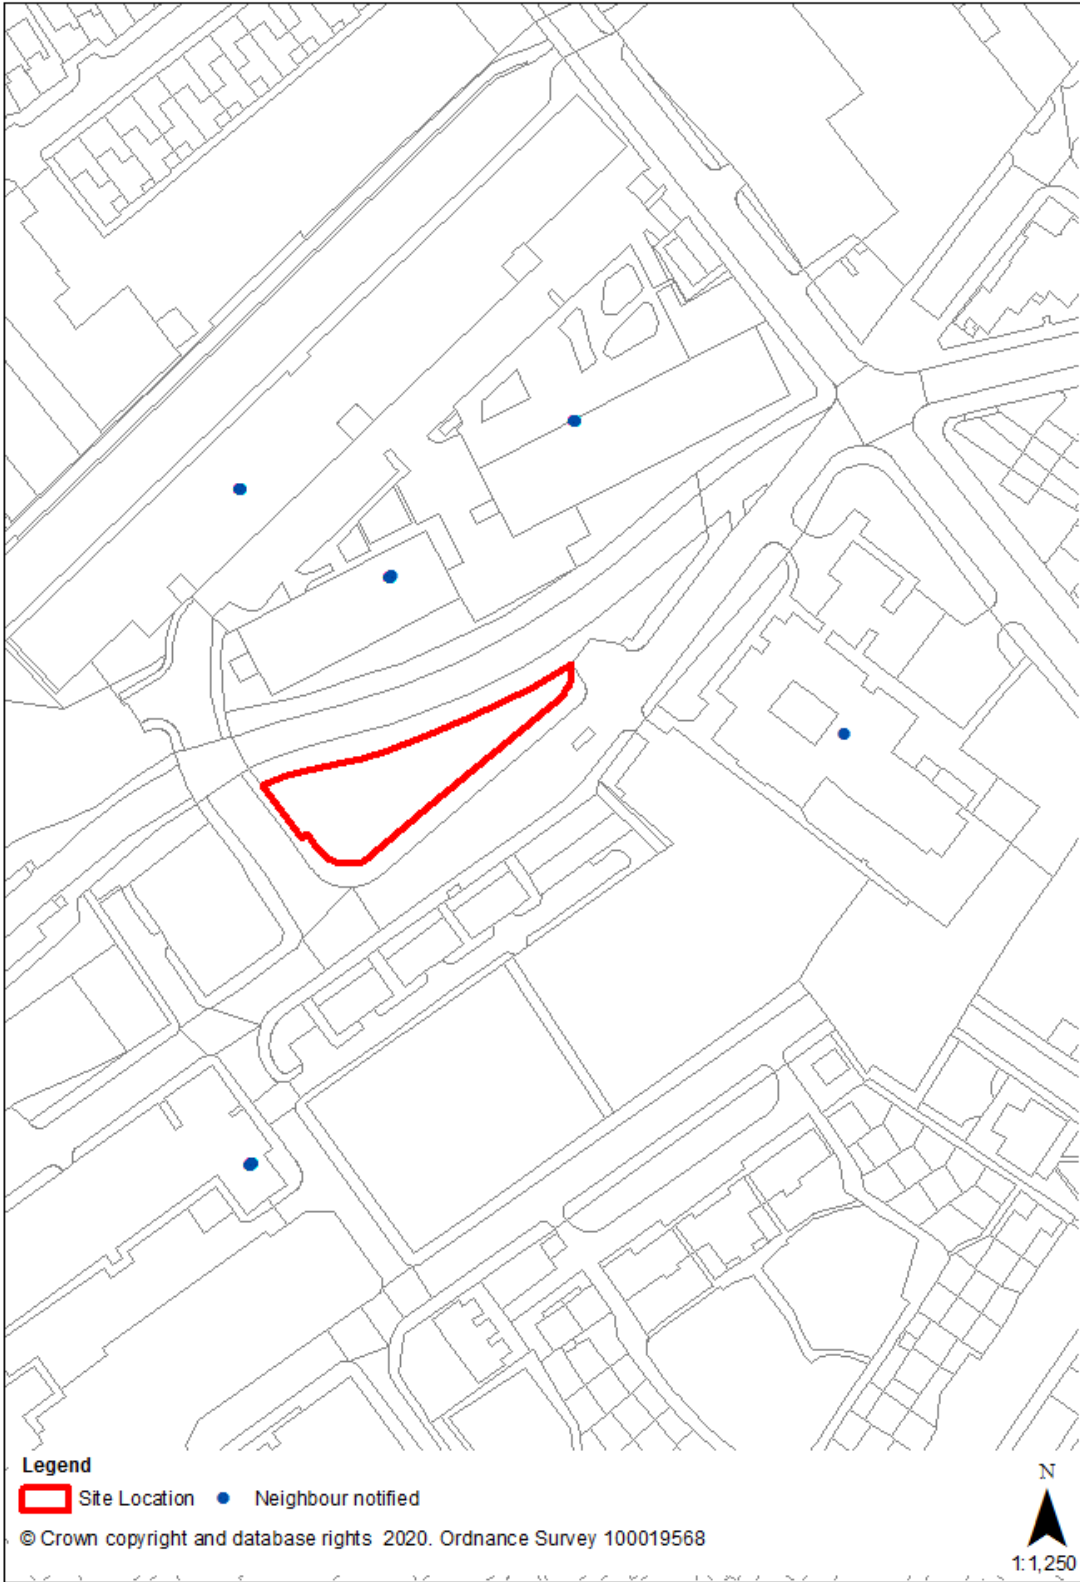 Legend
Site Location Neighbour notified
© Crown copyright and database rights 2020. Ordnance Survey 100019568
N
1:1,250